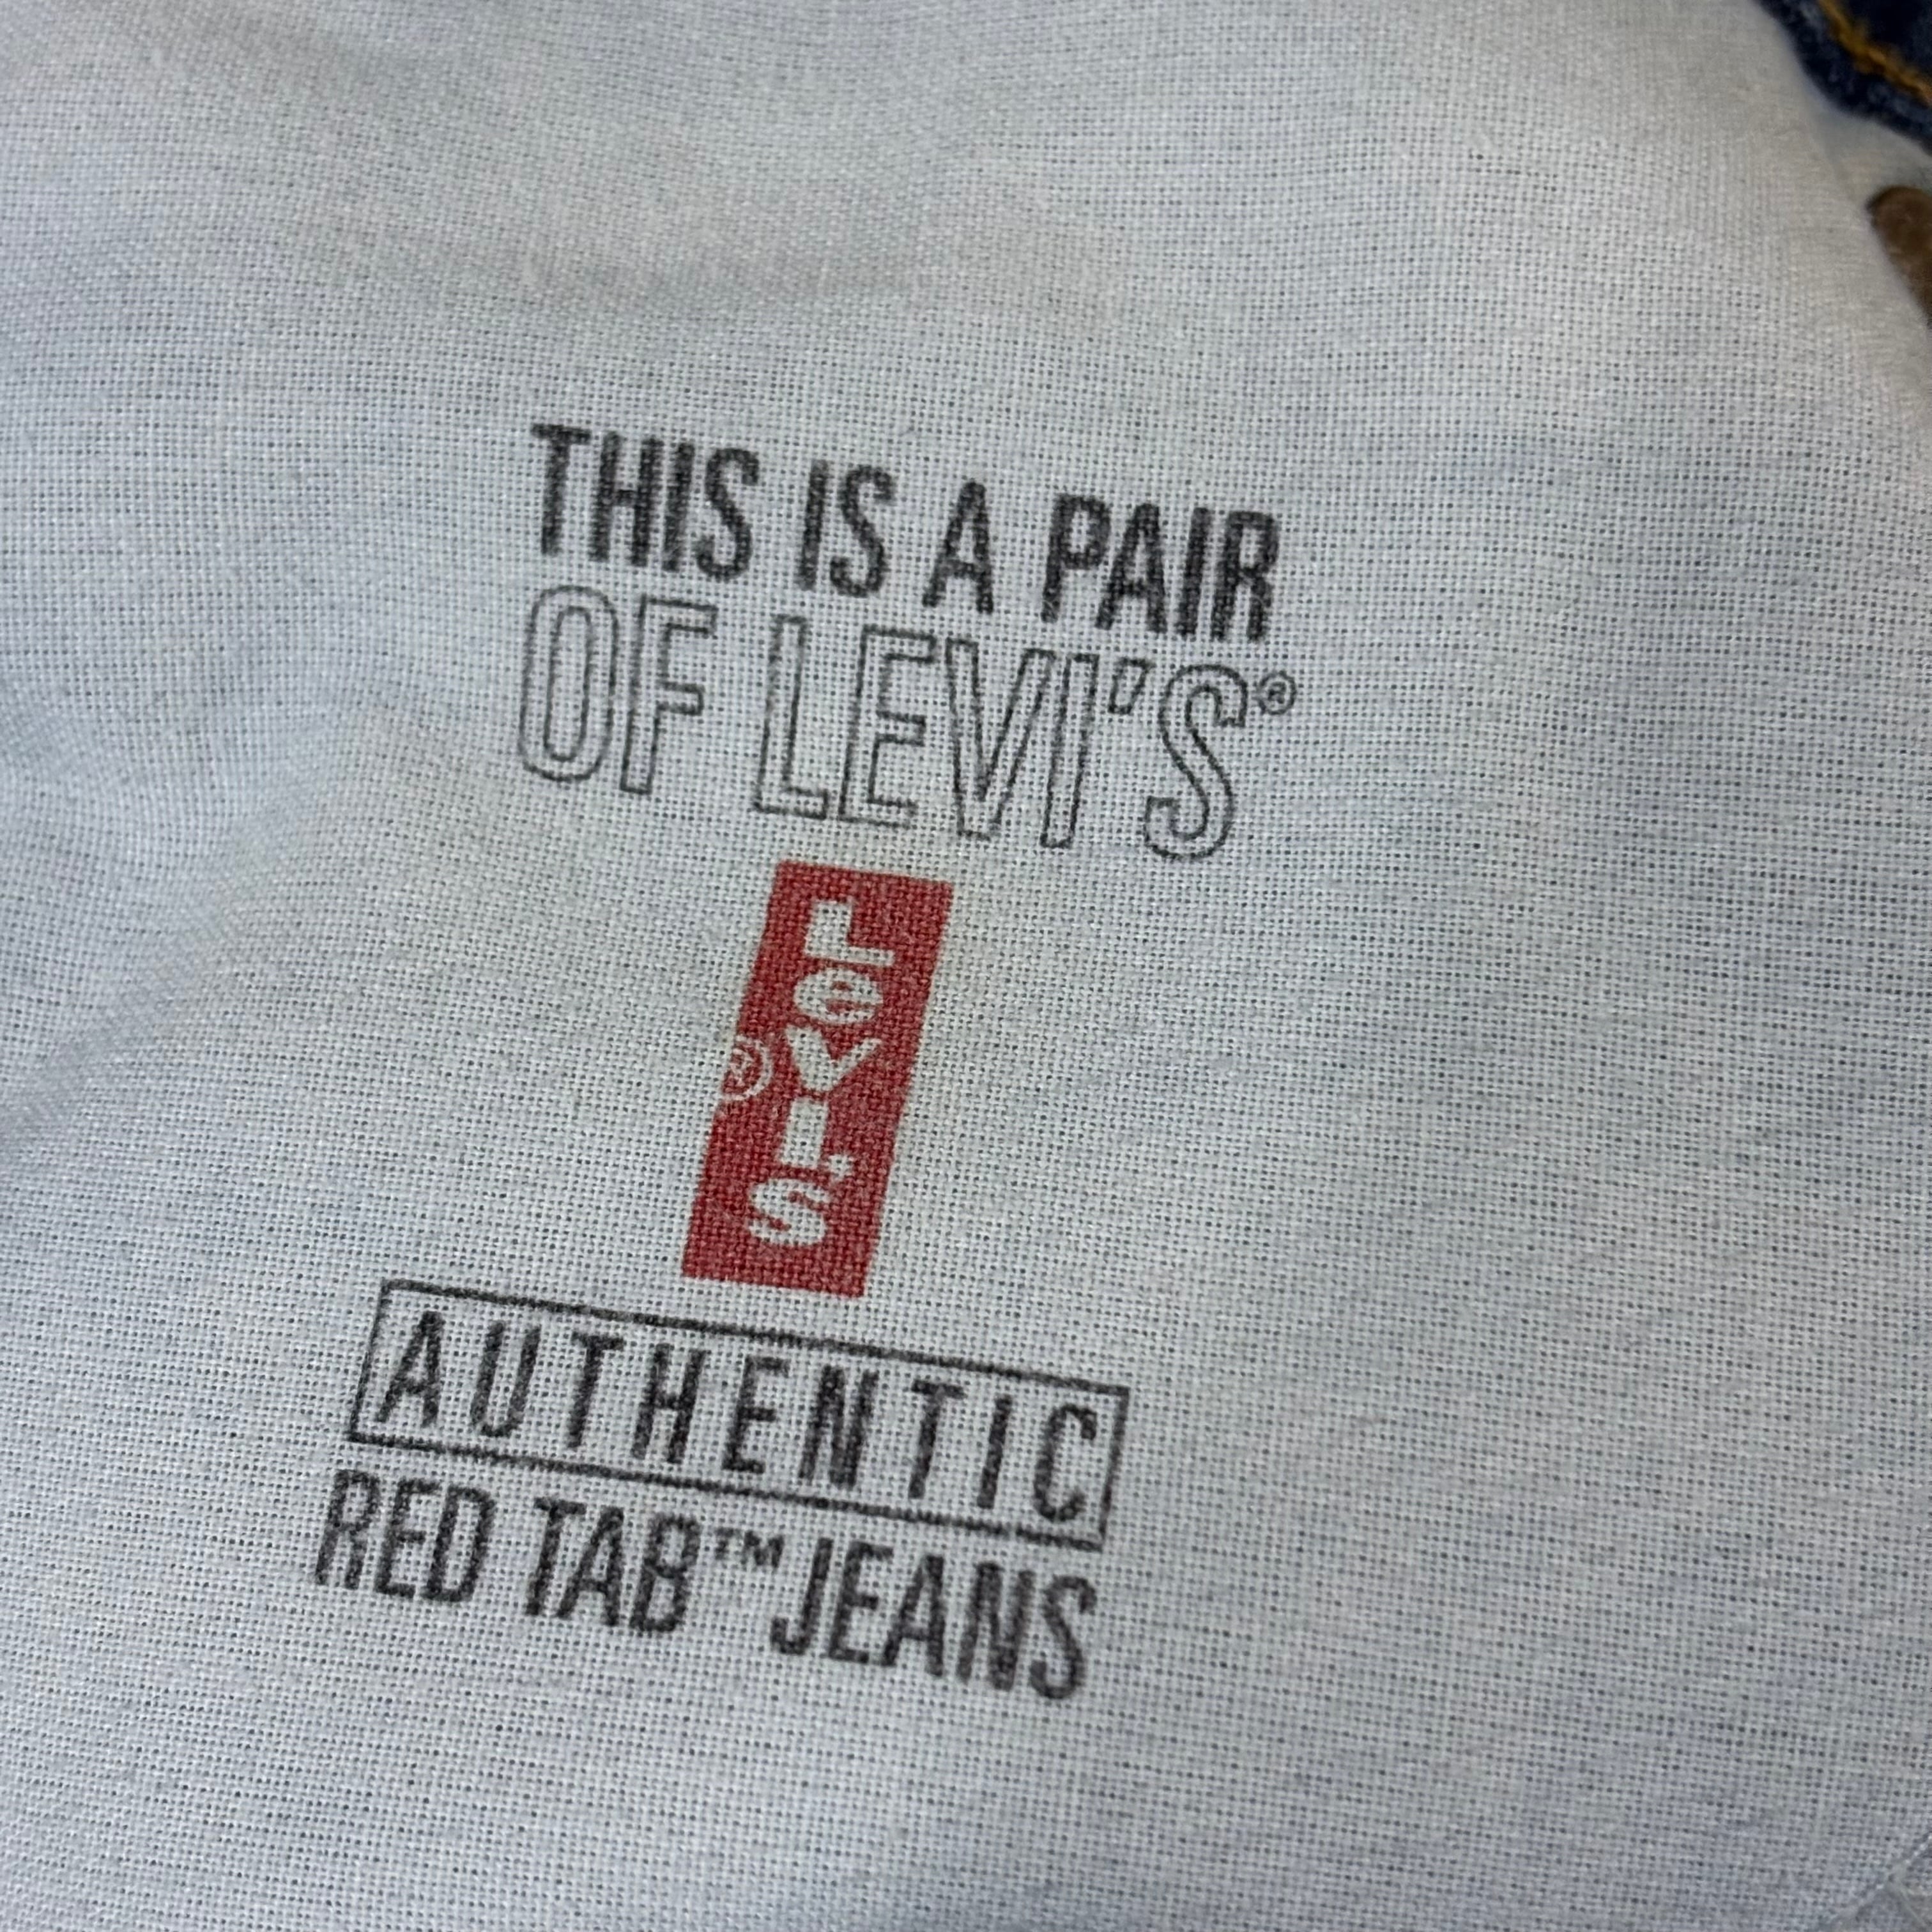 THIS IS A PAIR
OF LEVI'S®
LeVI'S
®
AUTHENTIC
RED TAB™ JEANS